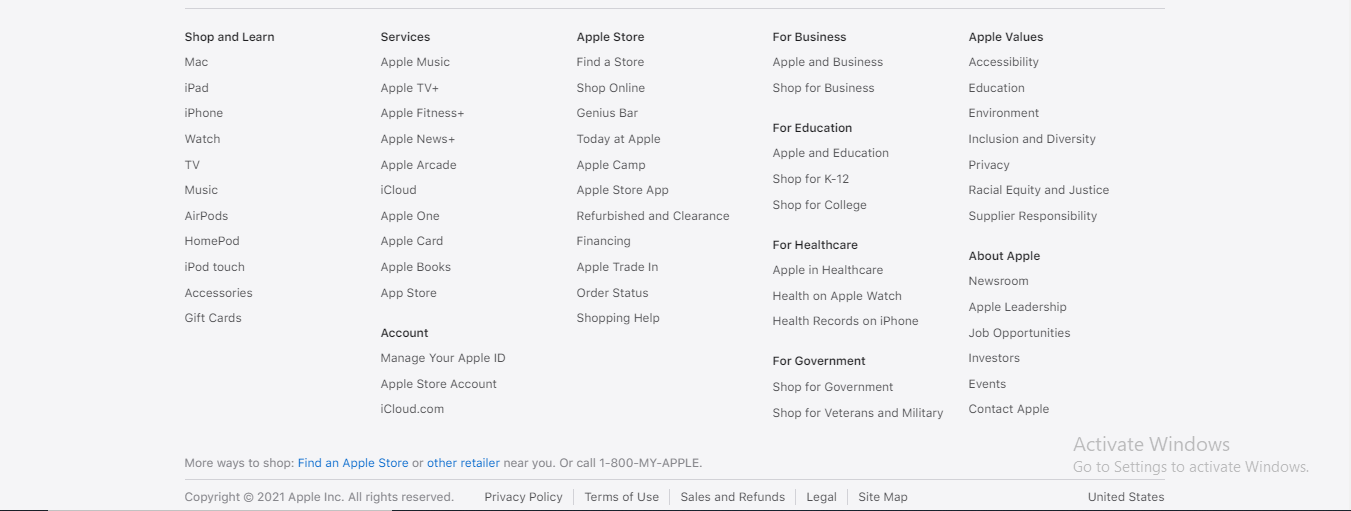 Shop and Learn
Mac
iPad
iPhone
Watch
TV
Music
AirPods
HomePod
iPod touch
Accessories
Gift Cards
Services
Apple Music
Apple TV+
Apple Fitness+
Apple News+
Apple Arcade
iCloud
Apple One
Apple Card
Apple Books
App Store
Account
Manage Your Apple ID
Apple Store Account
iCloud.com
Apple Store
Find a Store
Shop Online
Genius Bar
Today at Apple
Apple Camp
Apple Store App
Refurbished and Clearance
Financing
Apple Trade In
Order Status
Shopping Help
For Business
Apple and Business
Shop for Business
For Education
Apple and Education
Shop for K-12
Shop for College
For Healthcare
Apple in Healthcare
Health on Apple Watch
Health Records on iPhone
For Government
Shop for Government
Shop for Veterans and Military
Apple Values
Accessibility
Education
Environment
Inclusion and Diversity
Privacy
Racial Equity and Justice
Supplier Responsibility
About Apple
Newsroom
Apple Leadership
Job Opportunities
Investors
Events
Contact Apple
Activate Windows
Go to Settings to activate Windows.
More ways to shop: Find an Apple Store or other retailer near you. Or call 1-800-MY-APPLE.
Copyright © 2021 Apple Inc. All rights reserved. Privacy Policy Terms of Use Sales and Refunds Legal Site Map United States